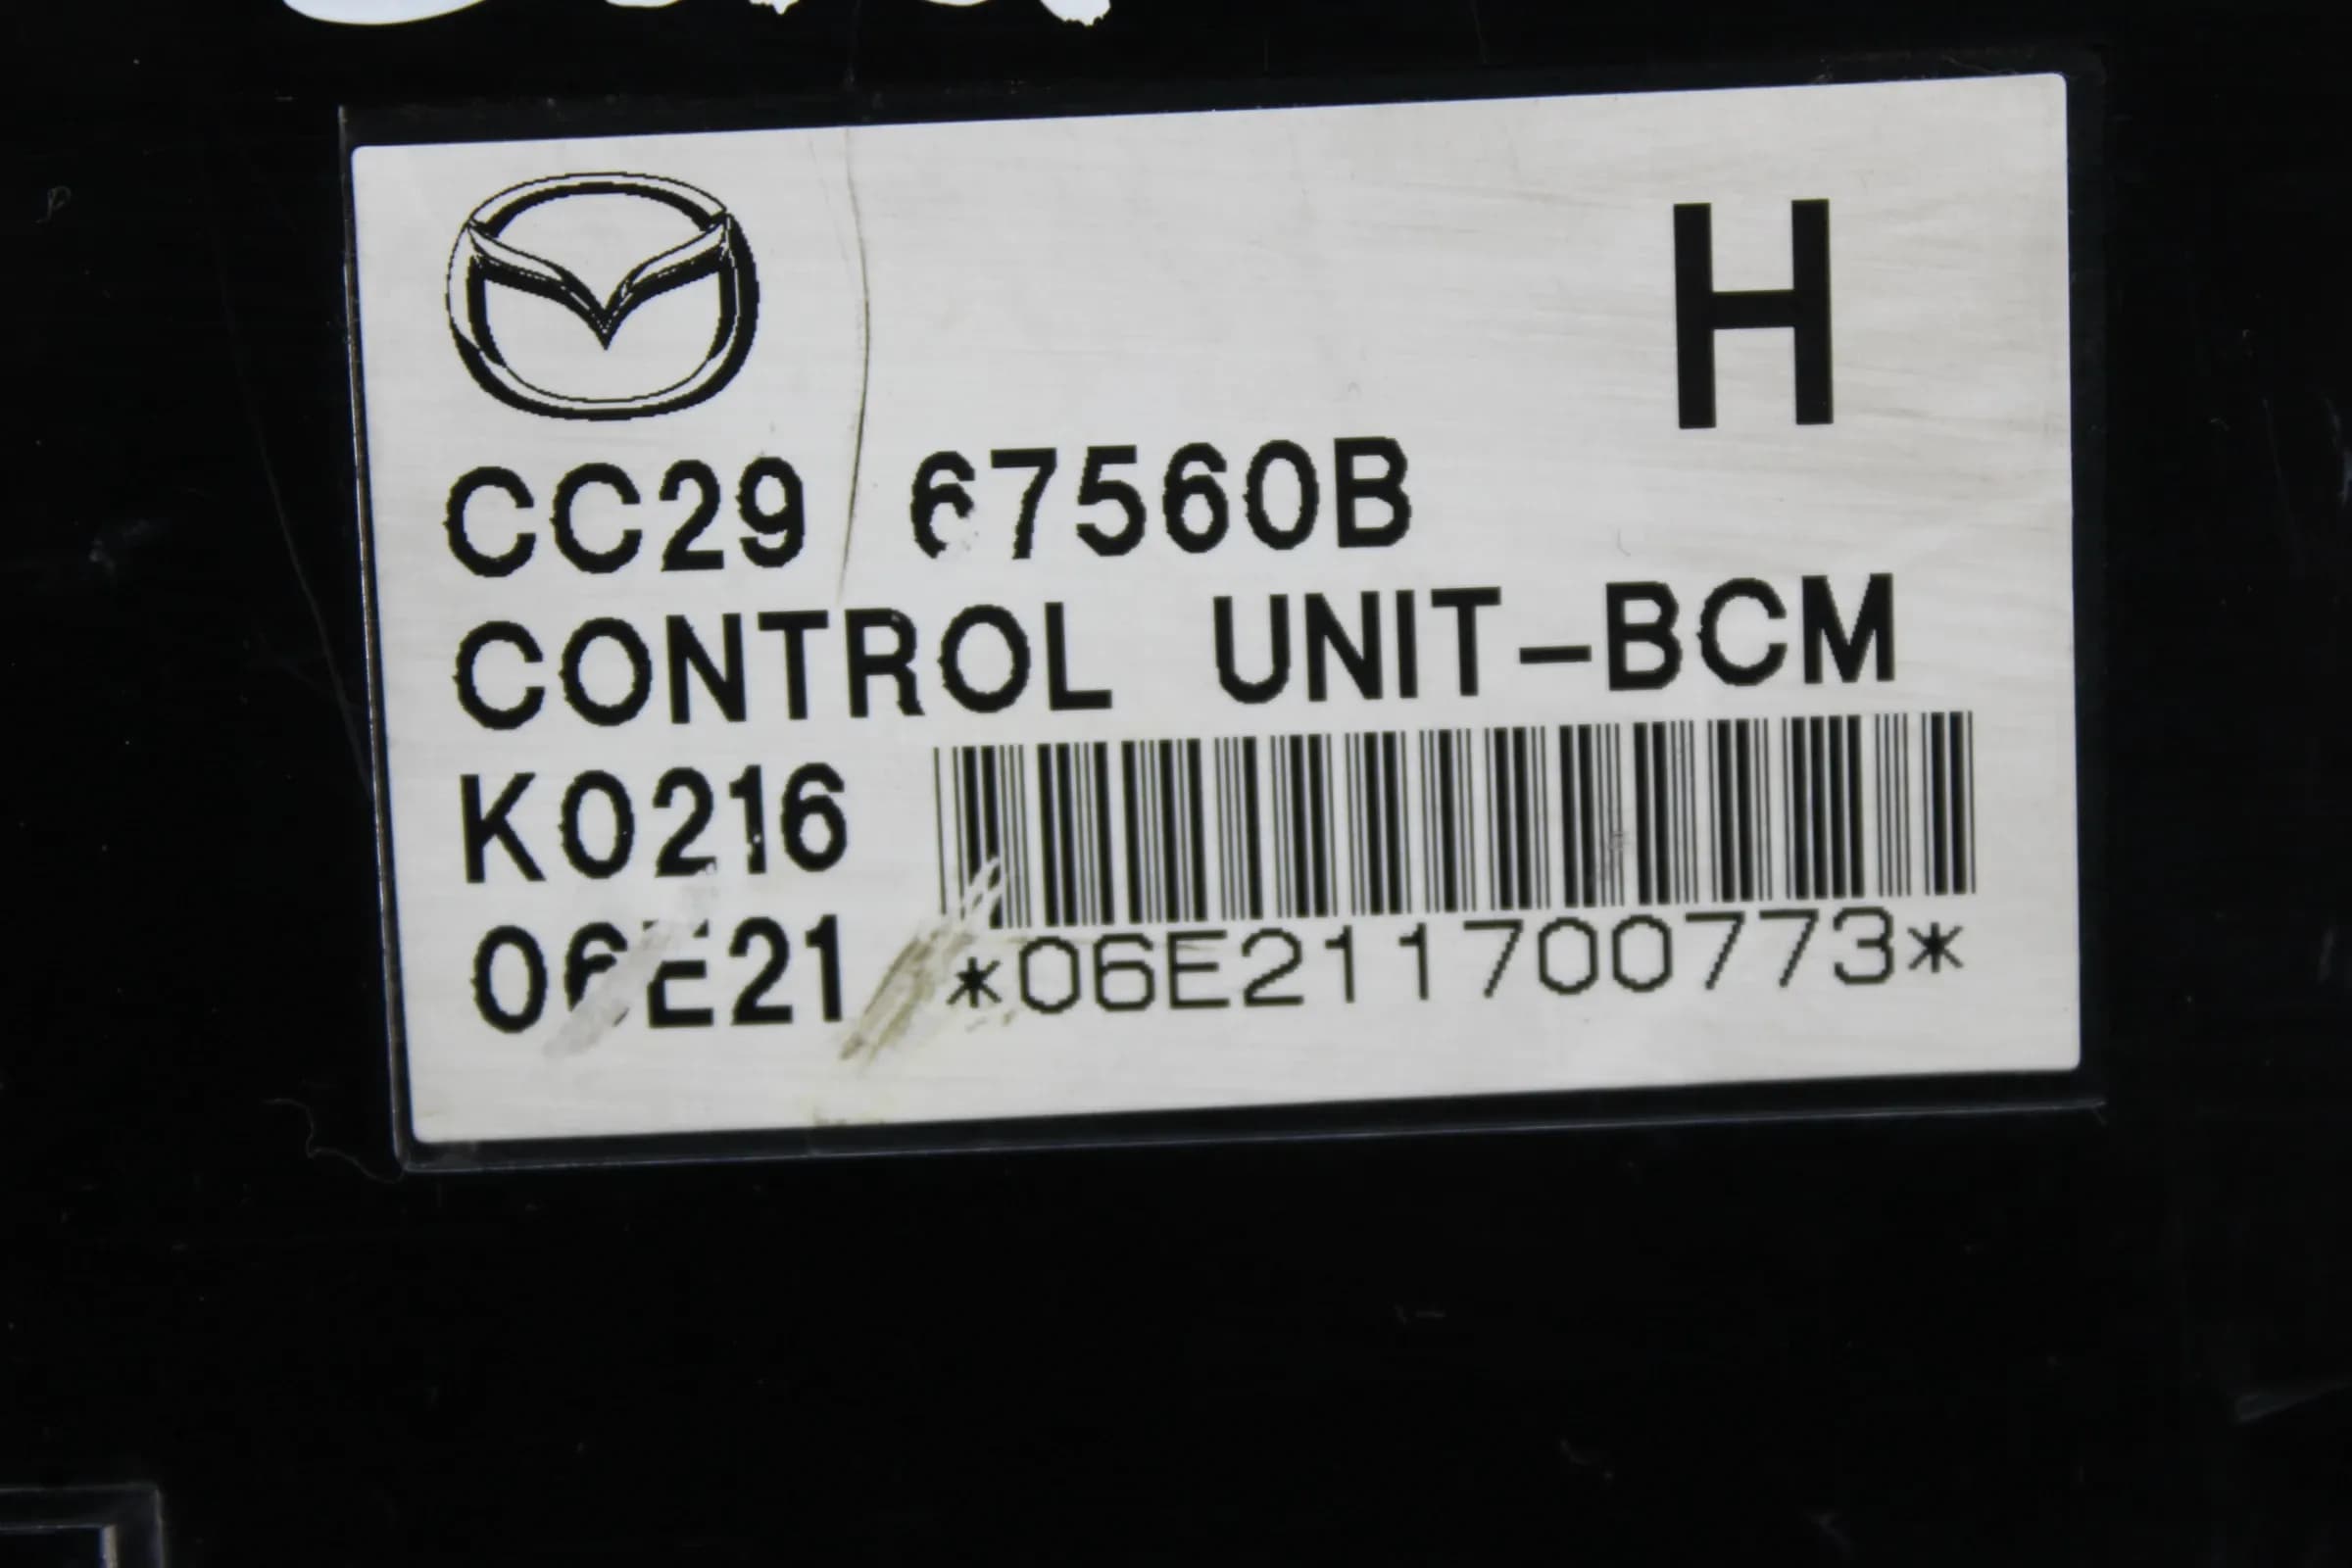 H
CC29 67560B
CONTROL UNIT-BCM
K0216
06E21
*06E211700773*